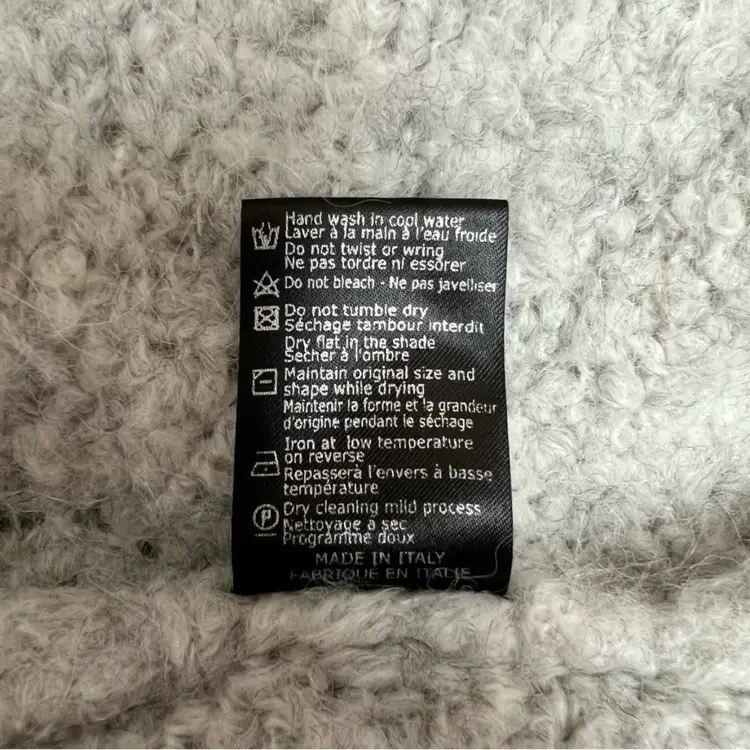 Hand wash in cool water
Laver à la main à l'eau froide
Do not twist or wring
Ne pas tordre ni essorer
Do not bleach - Ne pas javelliser
Do not tumble dry
Séchage tambour interdit
Dry flat in the shade
Sécher à l'ombre
Maintain original size and
shape while drying
Maintenir la forme et la grandeur
d'origine pendant le séchage
Iron at low temperature
on reverse
Repasserà l'envers à basse
température
P
Dry cleaning mild process
Nettoyage a sec
Programme doux
MADE IN ITALY
FABRIQUE EN ITALIE